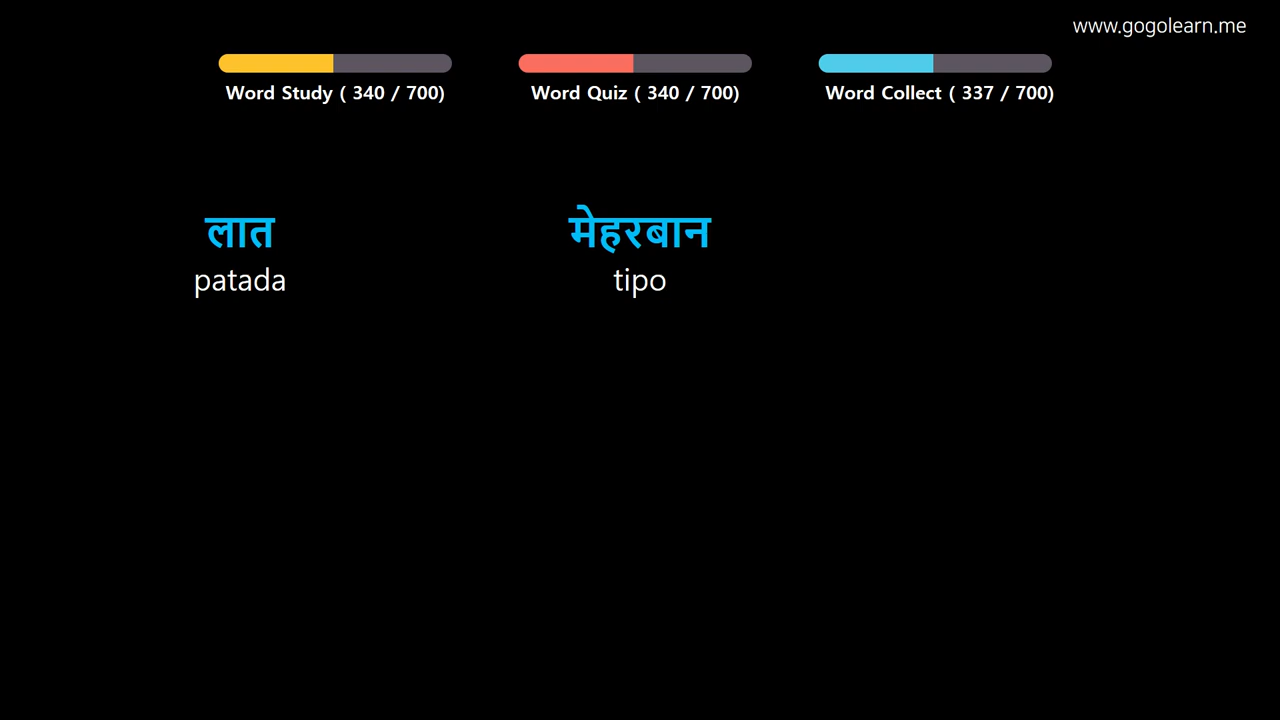 www.gogolearn.me
Word Study ( 340 / 700)
Word Quiz ( 340 / 700)
Word Collect ( 337 / 700)
लात
patada
मेहरबान
tipo